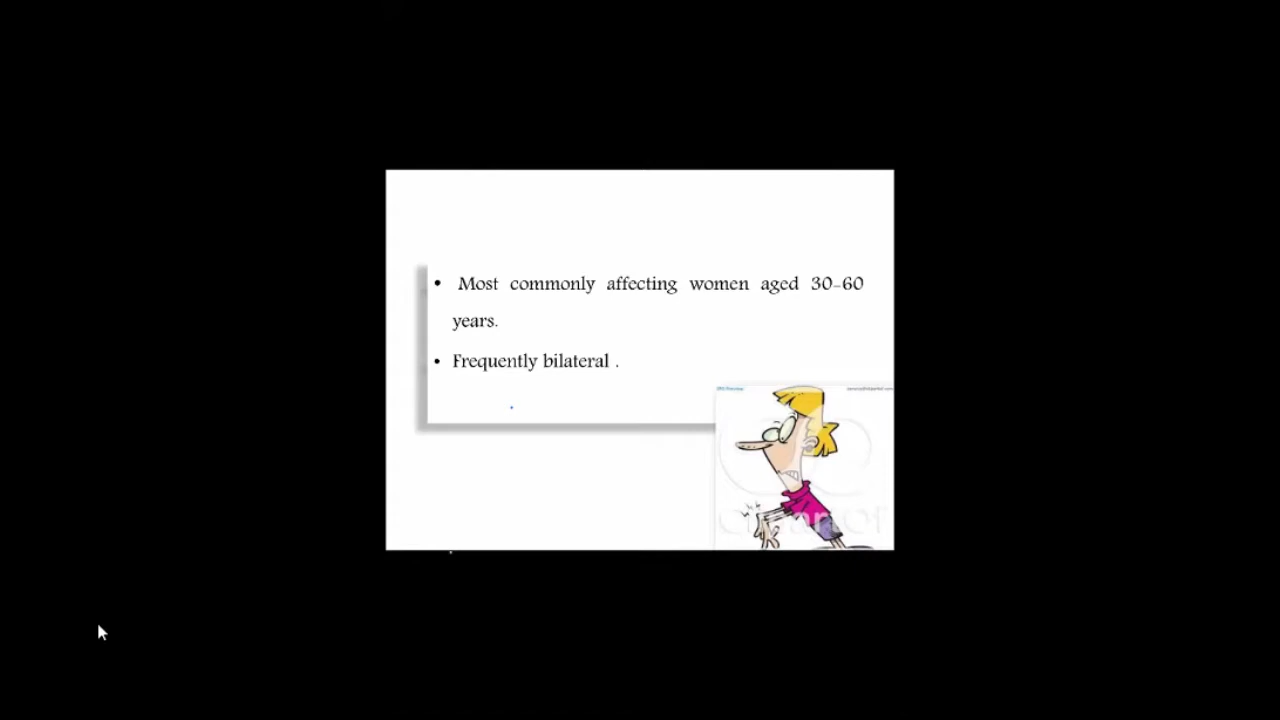 • Most commonly affecting women aged 30-60
years.
• Frequently bilateral .